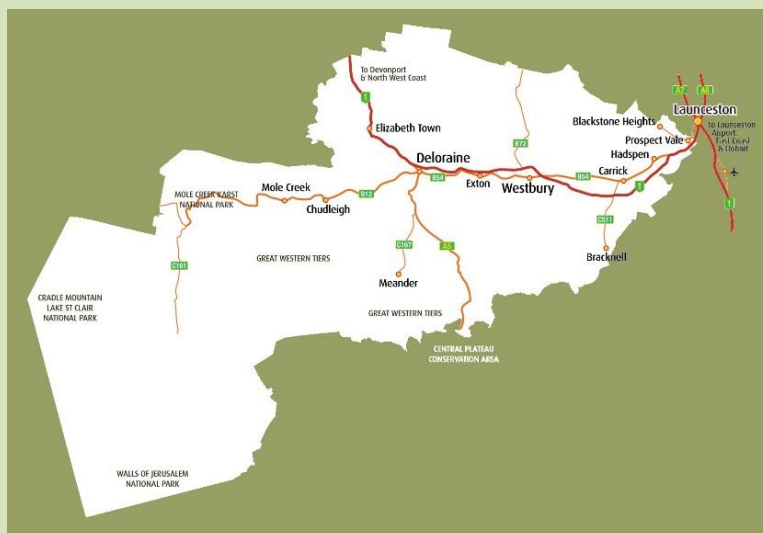 To Devonport
& North West Coast
A7
A8
Launceston
1
Blackstone Heights
To Launceston
Airport,
East Coast
& Hobart
Elizabeth Town
B72
Prospect Vale
Hadspen
Deloraine
B54
Exton
Westbury
B54
Carrick
1
Mole Creek
Chudleigh
B12
MOLE CREEK KARST
NATIONAL PARK
1
C511
Bracknell
C167
A5
C161
GREAT WESTERN TIERS
Meander
CRADLE MOUNTAIN
LAKE ST CLAIR
NATIONAL PARK
GREAT WESTERN TIERS
CENTRAL PLATEAU
CONSERVATION AREA
WALLS OF JERUSALEM
NATIONAL PARK